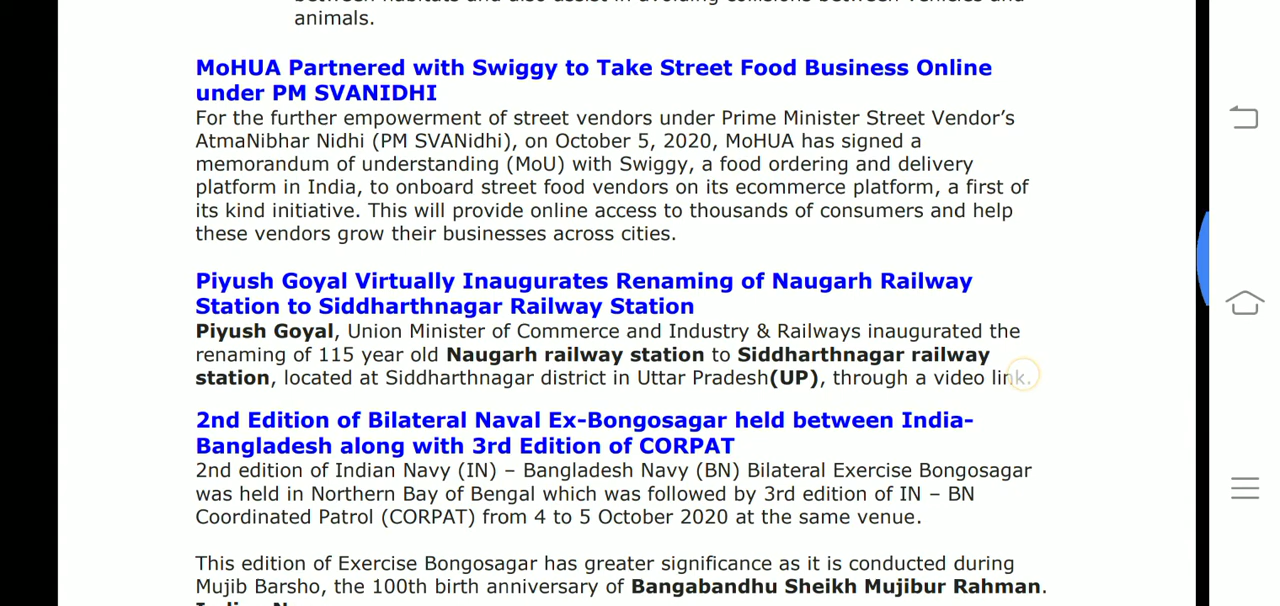 animals.
MoHUA Partnered with Swiggy to Take Street Food Business Online
under PM SVANIDHI
For the further empowerment of street vendors under Prime Minister Street Vendor's
AtmaNibhar Nidhi (PM SVANidhi), on October 5, 2020, MoHUA has signed a
memorandum of understanding (MoU) with Swiggy, a food ordering and delivery
platform in India, to onboard street food vendors on its ecommerce platform, a first of
its kind initiative. This will provide online access to thousands of consumers and help
these vendors grow their businesses across cities.
Piyush Goyal Virtually Inaugurates Renaming of Naugarh Railway
Station to Siddharthnagar Railway Station
Piyush Goyal, Union Minister of Commerce and Industry & Railways inaugurated the
renaming of 115 year old Naugarh railway station to Siddharthnagar railway
station, located at Siddharthnagar district in Uttar Pradesh(UP), through a video link.
2nd Edition of Bilateral Naval Ex-Bongosagar held between India-
Bangladesh along with 3rd Edition of CORPAT
2nd edition of Indian Navy (IN) – Bangladesh Navy (BN) Bilateral Exercise Bongosagar
was held in Northern Bay of Bengal which was followed by 3rd edition of IN – BN
Coordinated Patrol (CORPAT) from 4 to 5 October 2020 at the same venue.
This edition of Exercise Bongosagar has greater significance as it is conducted during
Mujib Barsho, the 100th birth anniversary of Bangabandhu Sheikh Mujibur Rahman.